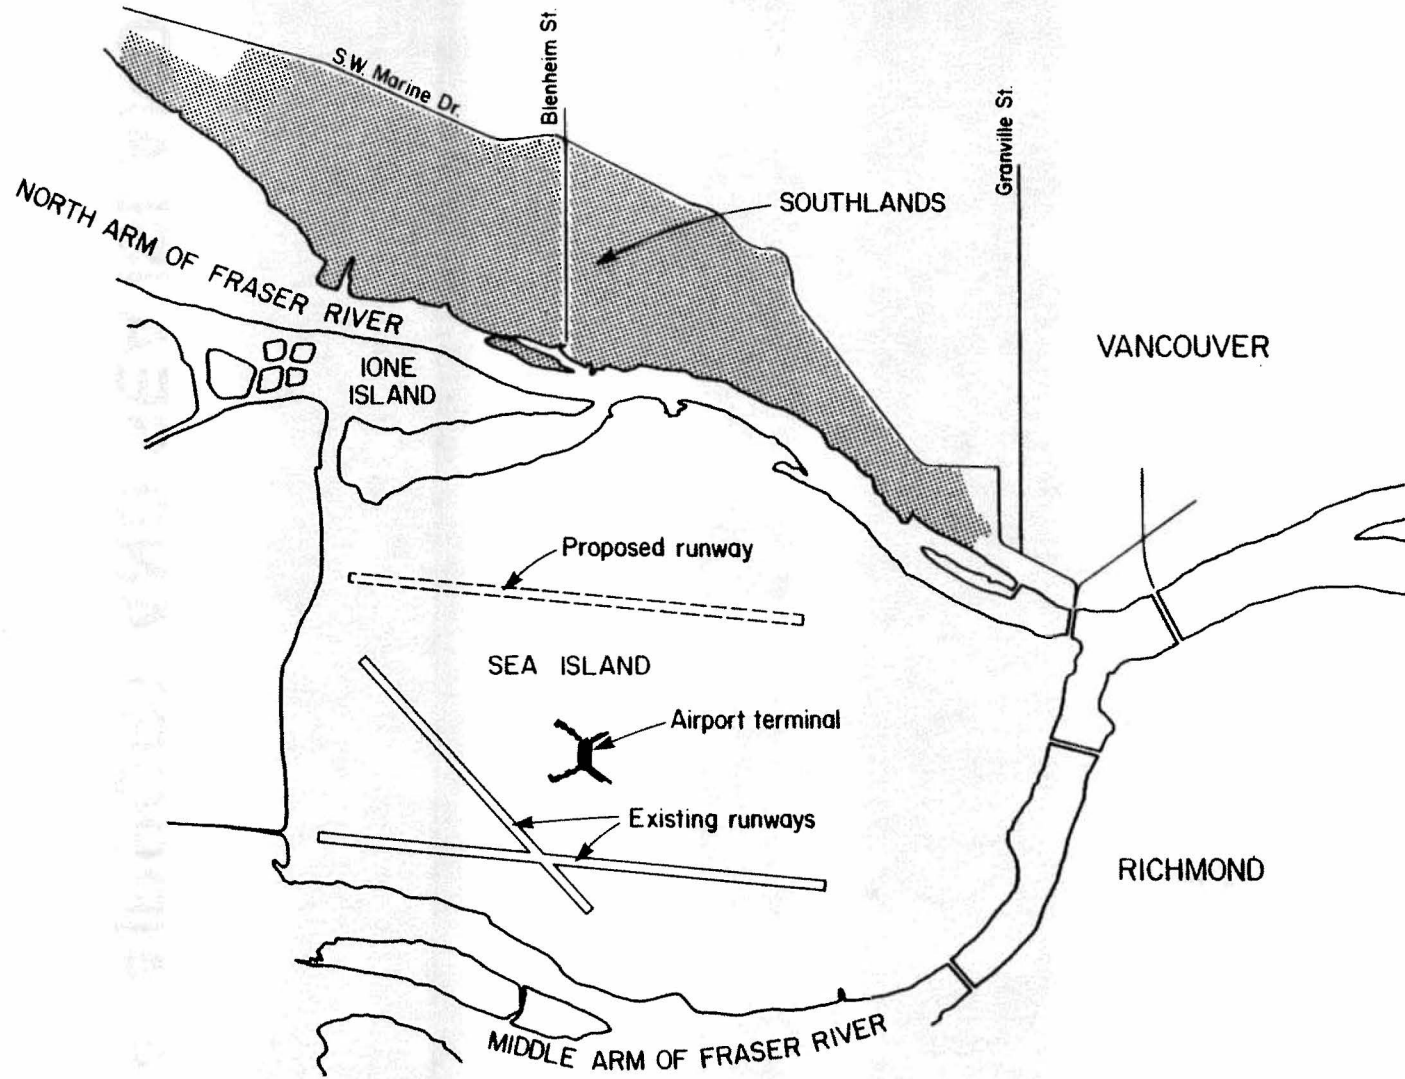 S.W. Marine Dr.
Blenheim St.
Granville St.
SOUTHLANDS
NORTH ARM OF FRASER RIVER
VANCOUVER
IONE
ISLAND
Proposed runway
SEA ISLAND
Airport terminal
Existing runways
RICHMOND
MIDDLE ARM OF FRASER RIVER